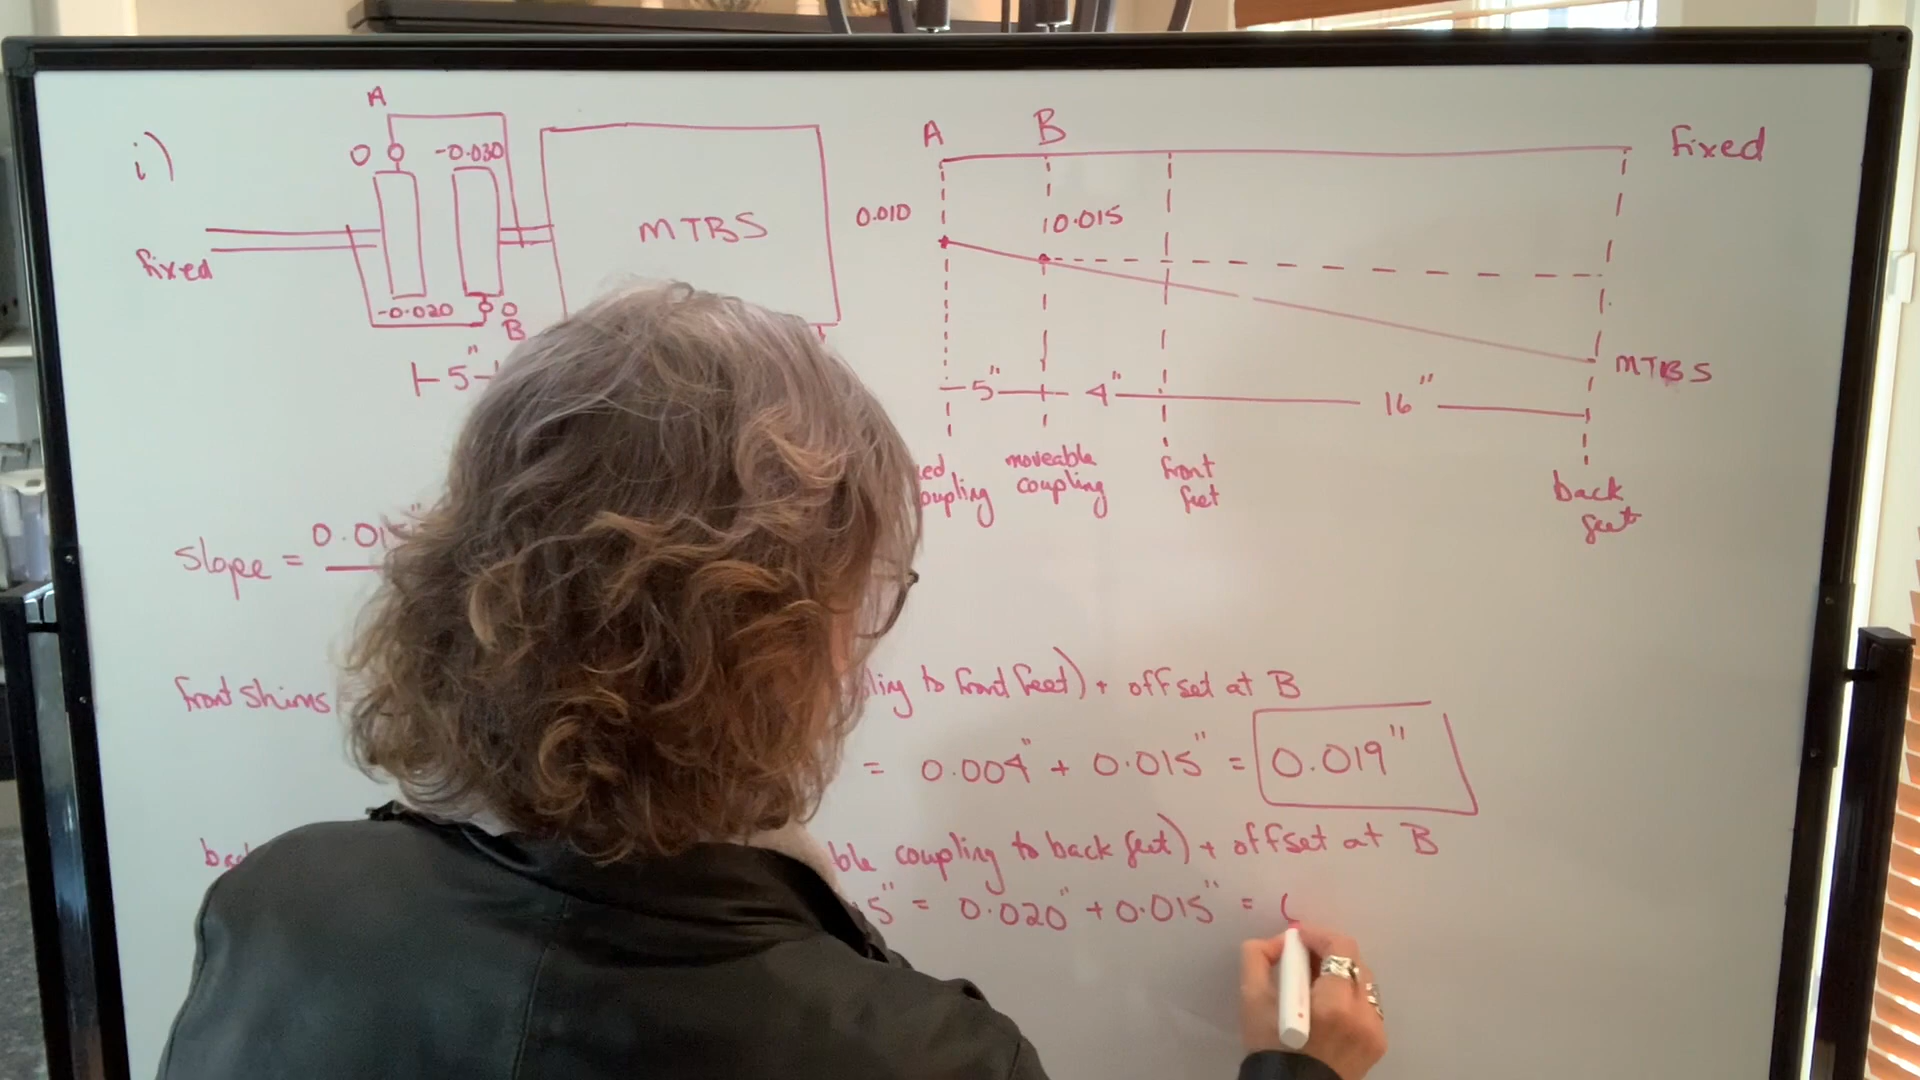 i)
A
0
-0.030
fixed
MTBS
-0.020
0
B
5"
A
B
fixed
0.010
0.015
MTBS
5"
4"
16"
moveable
coupling
front
feet
back
feet
slope =
front shims
to front feet) + offset at B
= 0.004" + 0.015" = 0.019"
coupling to back feet) + offset at B
5" = 0.020" + 0.015" =